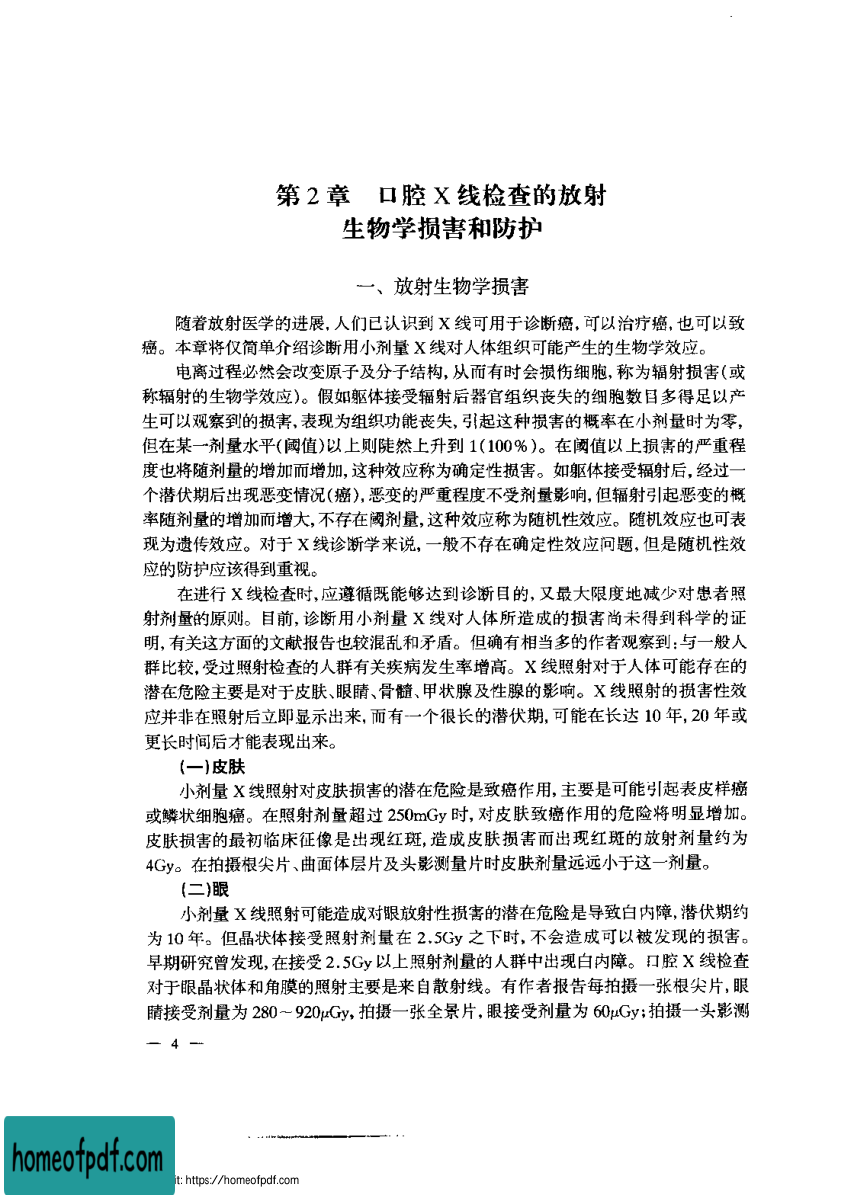 第 2 章　口腔 X 线检查的放射
生物学损害和防护
一、放射生物学损害
随着放射医学的进展,人们已认识到 X 线可用于诊断癌,可以治疗癌,也可以致
癌。本章将仅简单介绍诊断用小剂量 X 线对人体组织可能产生的生物学效应。
电离过程必然会改变原子及分子结构,从而有时会损伤细胞,称为辐射损害(或
称辐射的生物学效应)。假如躯体接受辐射后器官组织丧失的细胞数目多得足以产
生可以观察到的损害,表现为组织功能丧失,引起这种损害的概率在小剂量时为零,
但在某一剂量水平(阈值)以上则陡然上升到 1(100%)。在阈值以上损害的严重程
度也将随剂量的增加而增加,这种效应称为确定性损害。如躯体接受辐射后,经过一
个潜伏期后出现恶变情况(癌),恶变的严重程度不受剂量影响,但辐射引起恶变的概
率随剂量的增加而增大,不存在阈剂量,这种效应称为随机性效应。随机效应也可表
现为遗传效应。对于 X 线诊断学来说,一般不存在确定性效应问题,但是随机性效
应的防护应该得到重视。
在进行 X 线检查时,应遵循既能够达到诊断目的,又最大限度地减少对患者照
射剂量的原则。目前,诊断用小剂量 X 线对人体所造成的损害尚未得到科学的证
明,有关这方面的文献报告也较混乱和矛盾。但确有相当多的作者观察到:与一般人
群比较,受过照射检查的人群有关疾病发生率增高。X 线照射对于人体可能存在的
潜在危险主要是对于皮肤、眼睛、骨髓、甲状腺及性腺的影响。X 线照射的损害性效
应并非在照射后立即显示出来,而有一个很长的潜伏期,可能在长达 10 年,20 年或
更长时间后才能表现出来。
(一)皮肤
小剂量 X 线照射对皮肤损害的潜在危险是致癌作用,主要是可能引起表皮样癌
或鳞状细胞癌。在照射剂量超过 250mGy 时,对皮肤致癌作用的危险将明显增加。
皮肤损害的最初临床征像是出现红斑,造成皮肤损害而出现红斑的放射剂量约为
4Gy。在拍摄根尖片、曲面体层片及头影测量片时皮肤剂量远远小于这一剂量。
(二)眼
小剂量 X 线照射可能造成对眼放射性损害的潜在危险是导致白内障,潜伏期约
为 10 年。但晶状体接受照射剂量在 2.5Gy 之下时,不会造成可以被发现的损害。
早期研究曾发现,在接受 2.5Gy 以上照射剂量的人群中出现白内障。口腔 X 线检查
对于眼晶状体和角膜的照射主要是来自散射线。有作者报告每拍摄一张根尖片,眼
睛接受剂量为 280～920μGy,拍摄一张全景片,眼接受剂量为 60μGy;拍摄一头影测
— 4 —
homeofpdf.com
it: https://homeofpdf.com